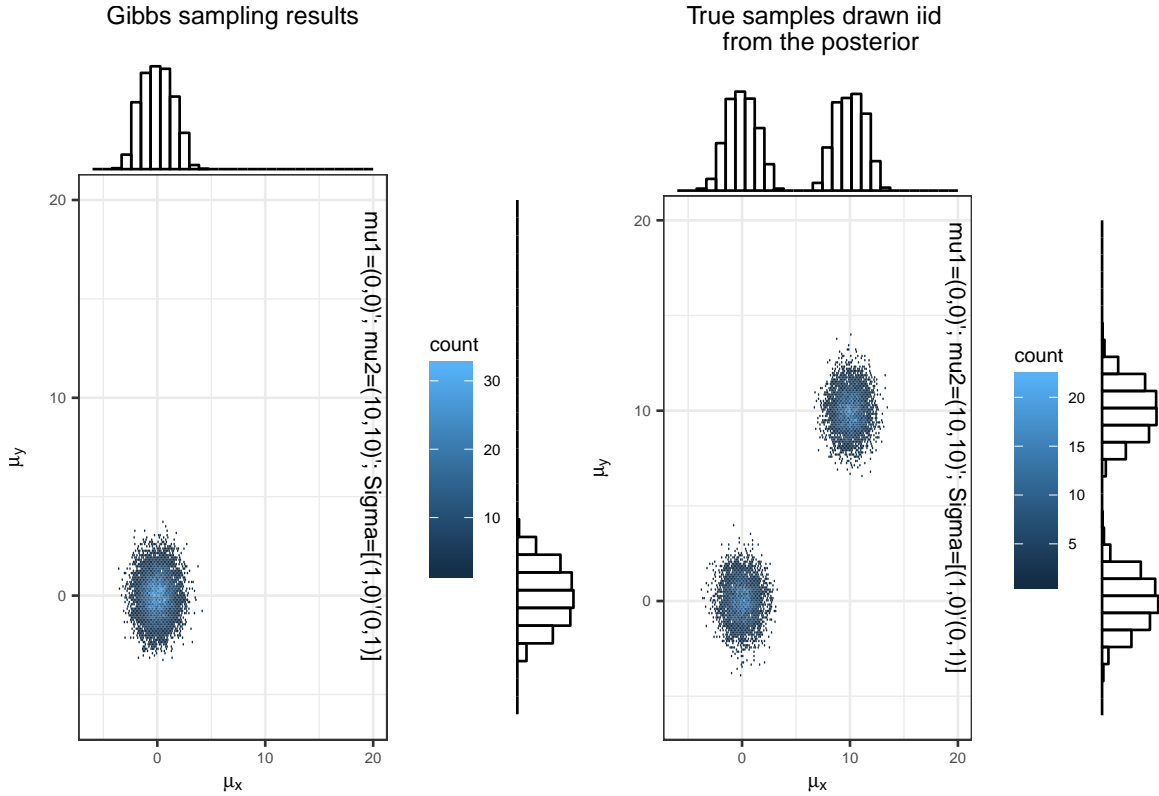 Gibbs sampling results
20
10
0
0
10
20
μy
μx
mu1=(0,0)'; mu2=(10,10)'; Sigma=[(1,0)'(0,1)]
count
30
20
10
True samples drawn iid
from the posterior
20
10
0
0
10
20
μy
μx
mu1=(0,0)'; mu2=(10,10)'; Sigma=[(1,0)'(0,1)]
count
20
15
10
5